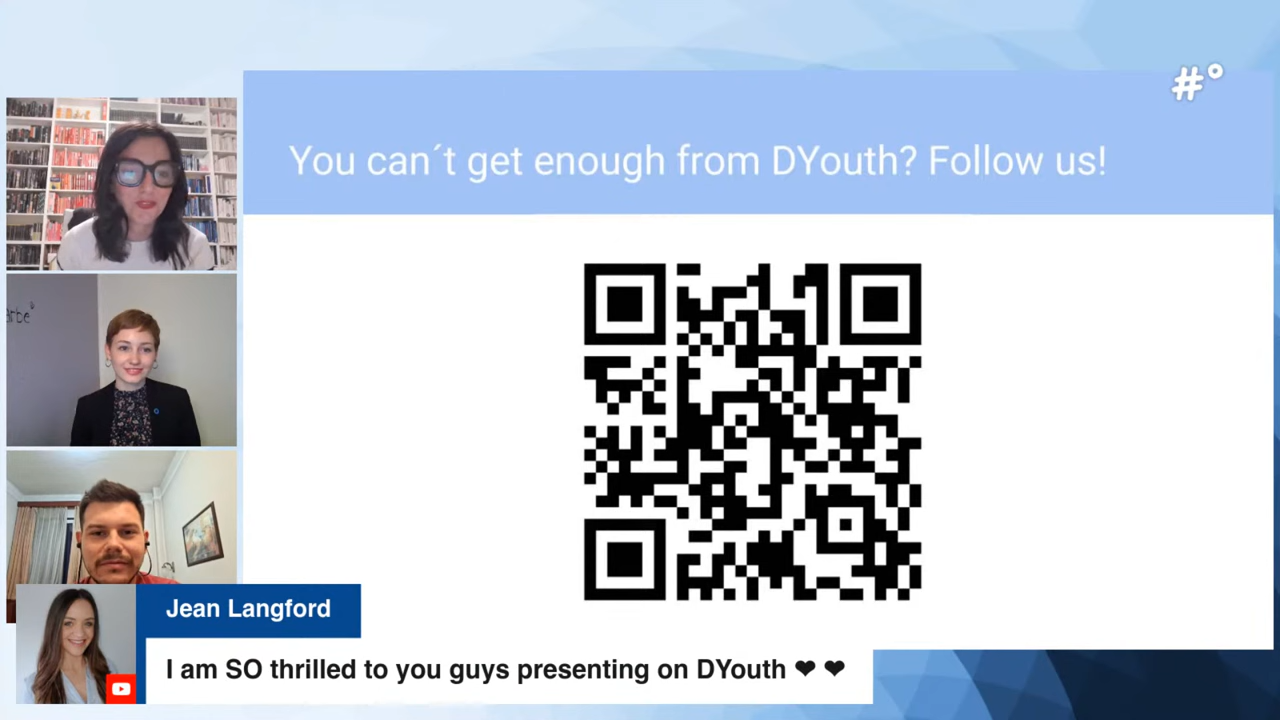 #°
You can´t get enough from DYouth? Follow us!
arte°
Jean Langford
I am SO thrilled to you guys presenting on DYouth ❤ ❤